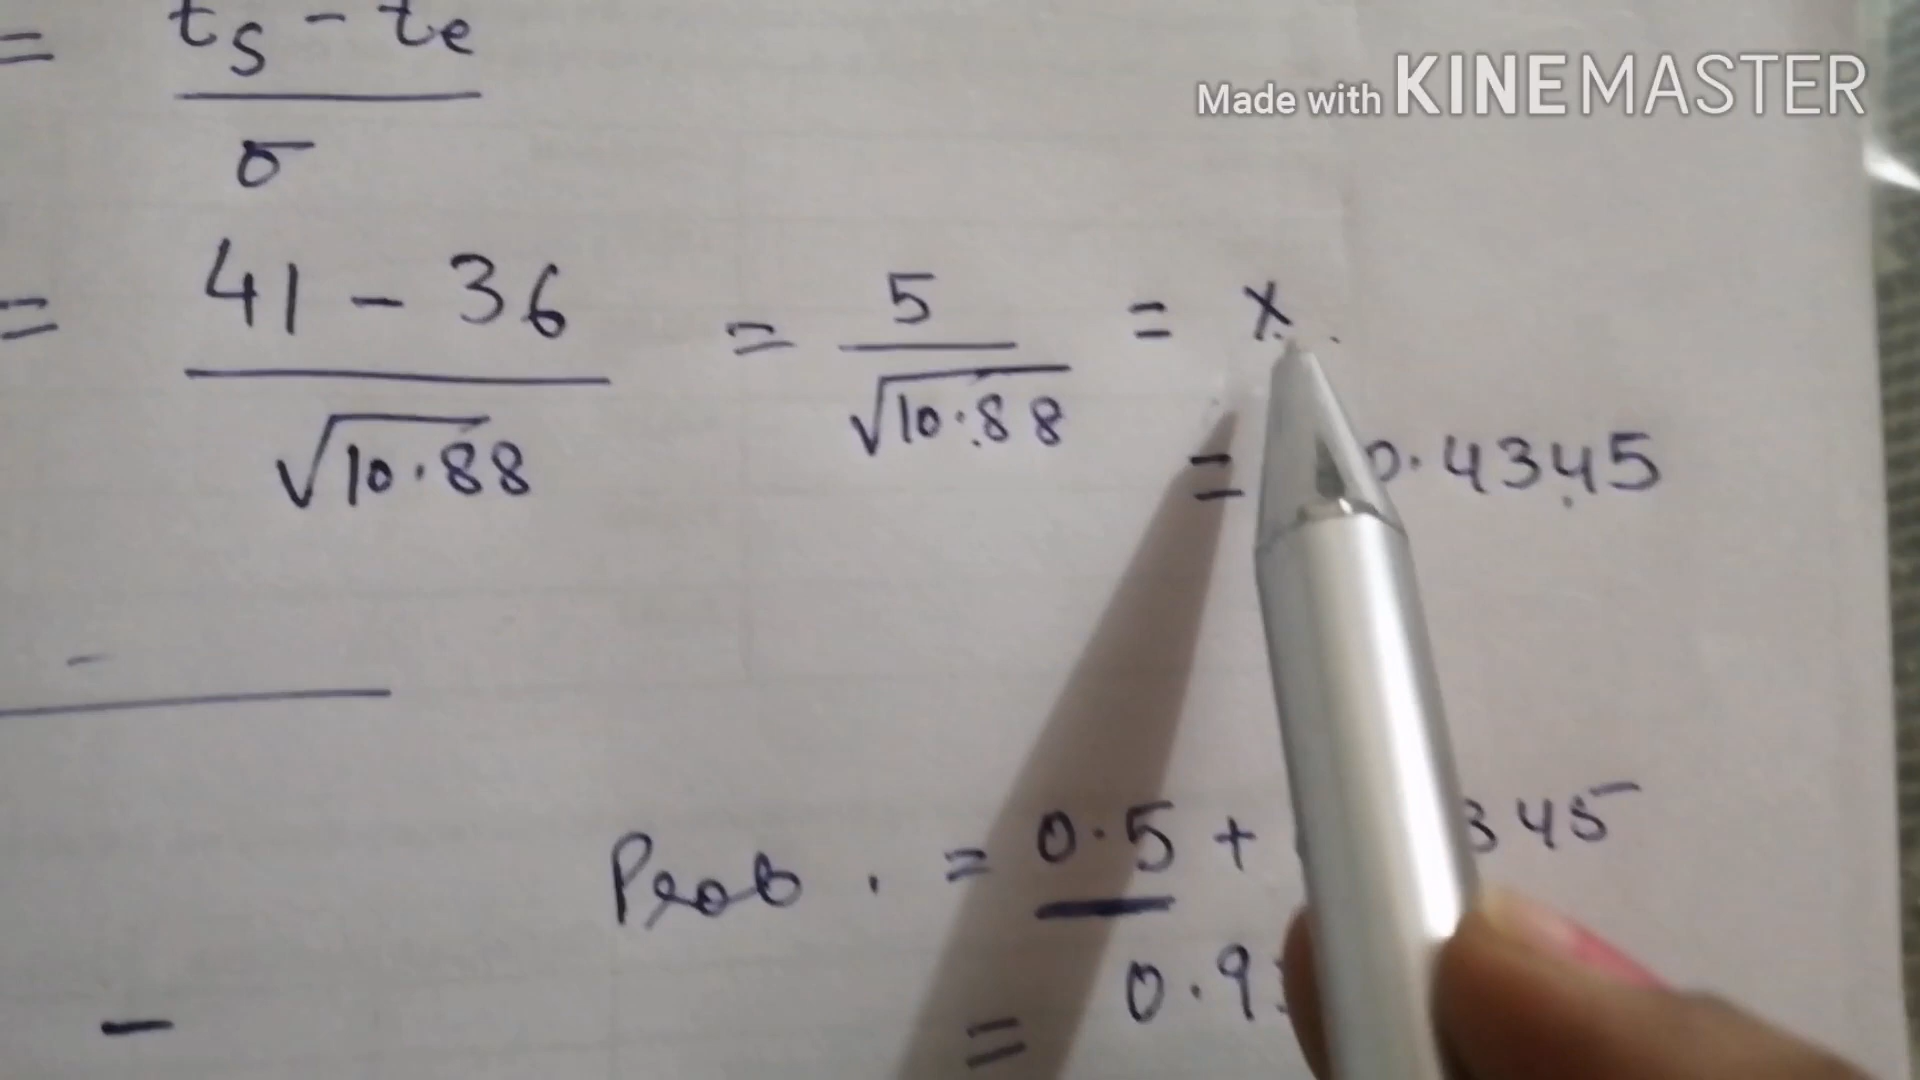 Made with KINEMASTER
= ts - te
σ
= 41 - 36 = 5 = x
√10.88 √10.88
= 0.4345
Prob. = 0.5 + 345
= 0.9